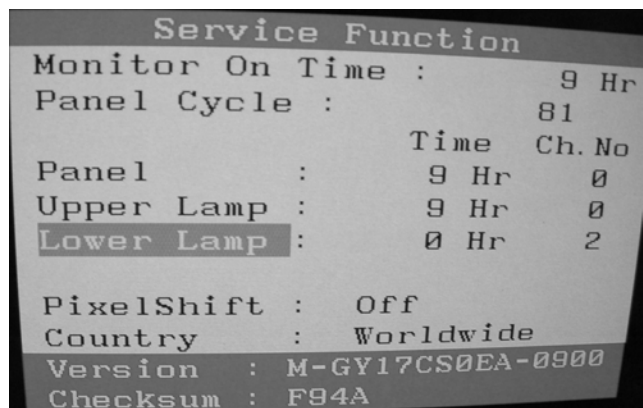 Service Function
Monitor On Time : 9 Hr
Panel Cycle : 81
Time Ch. No
Panel : 9 Hr 0
Upper Lamp : 9 Hr 0
Lower Lamp : 0 Hr 2
PixelShift : Off
Country : Worldwide
Version : M-GY17CS0EA-0900
Checksum : F94A